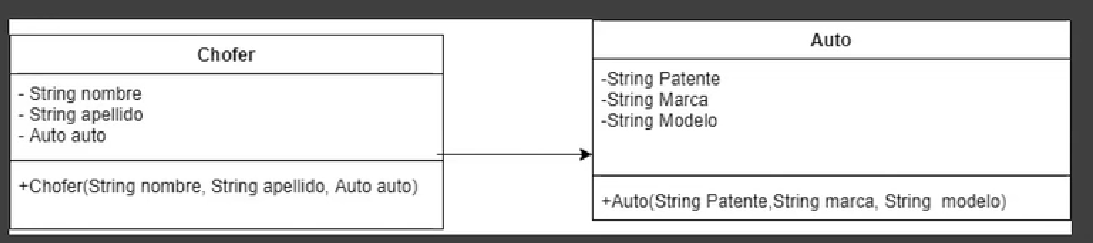 Chofer
- String nombre
- String apellido
- Auto auto
+Chofer(String nombre, String apellido, Auto auto)
Auto
-String Patente
-String Marca
-String Modelo
+Auto(String Patente,String marca, String modelo)